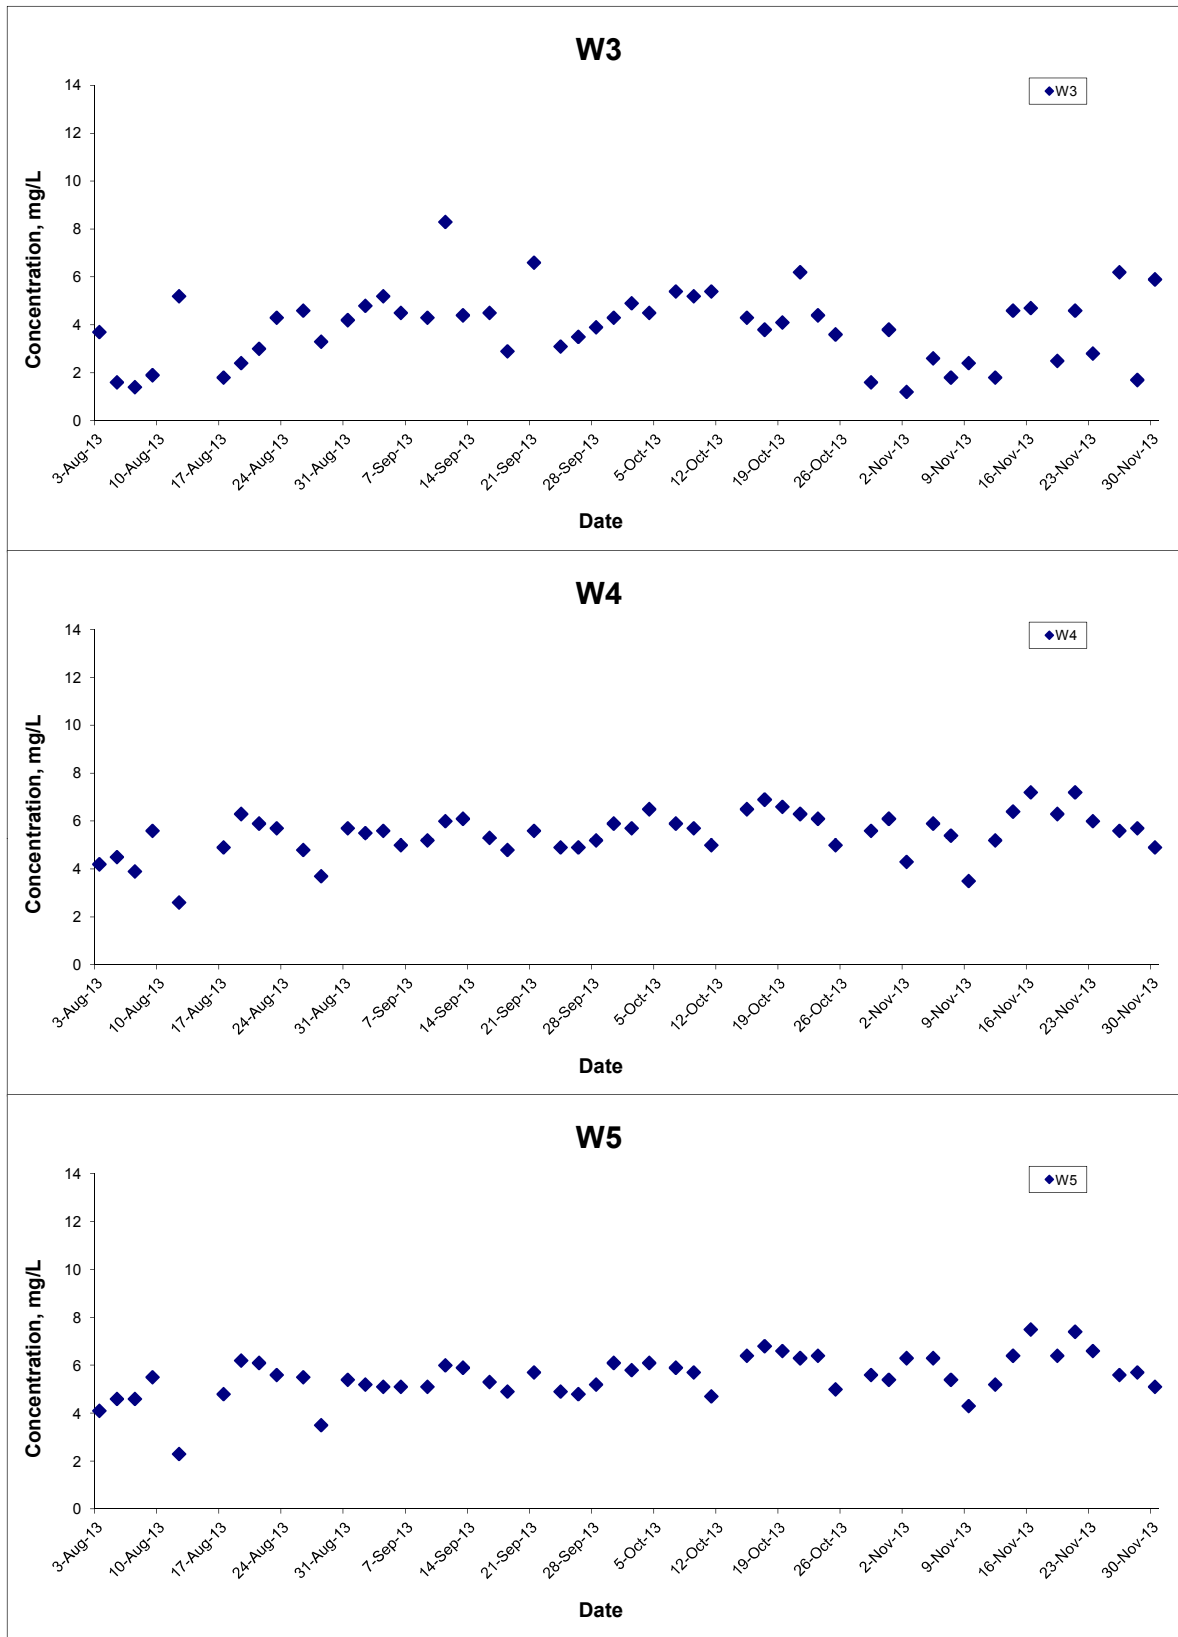 W3
W3
14
12
10
8
6
4
2
0
Concentration, mg/L
3-Aug-13
10-Aug-13
17-Aug-13
24-Aug-13
31-Aug-13
7-Sep-13
14-Sep-13
21-Sep-13
28-Sep-13
5-Oct-13
12-Oct-13
19-Oct-13
26-Oct-13
2-Nov-13
9-Nov-13
16-Nov-13
23-Nov-13
30-Nov-13
Date
W4
W4
14
12
10
8
6
4
2
0
Concentration, mg/L
3-Aug-13
10-Aug-13
17-Aug-13
24-Aug-13
31-Aug-13
7-Sep-13
14-Sep-13
21-Sep-13
28-Sep-13
5-Oct-13
12-Oct-13
19-Oct-13
26-Oct-13
2-Nov-13
9-Nov-13
16-Nov-13
23-Nov-13
30-Nov-13
Date
W5
W5
14
12
10
8
6
4
2
0
Concentration, mg/L
3-Aug-13
10-Aug-13
17-Aug-13
24-Aug-13
31-Aug-13
7-Sep-13
14-Sep-13
21-Sep-13
28-Sep-13
5-Oct-13
12-Oct-13
19-Oct-13
26-Oct-13
2-Nov-13
9-Nov-13
16-Nov-13
23-Nov-13
30-Nov-13
Date